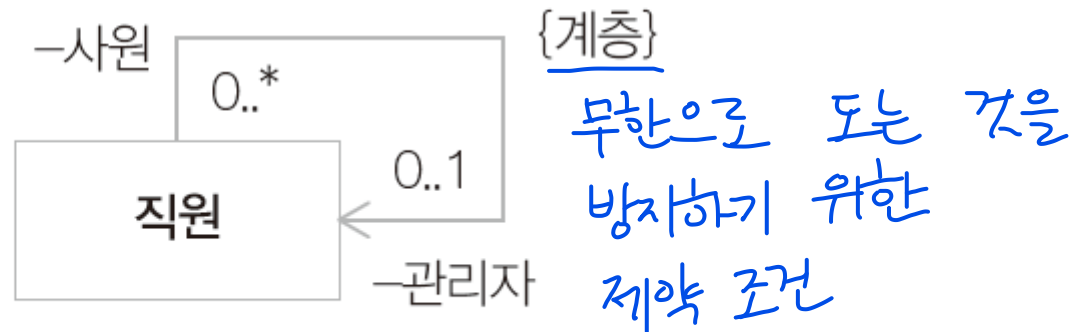 –사원
0..*
{계층}
무한으로 도는 것을
0..1
방지하기 위한
직원
–관리자
제약 조건